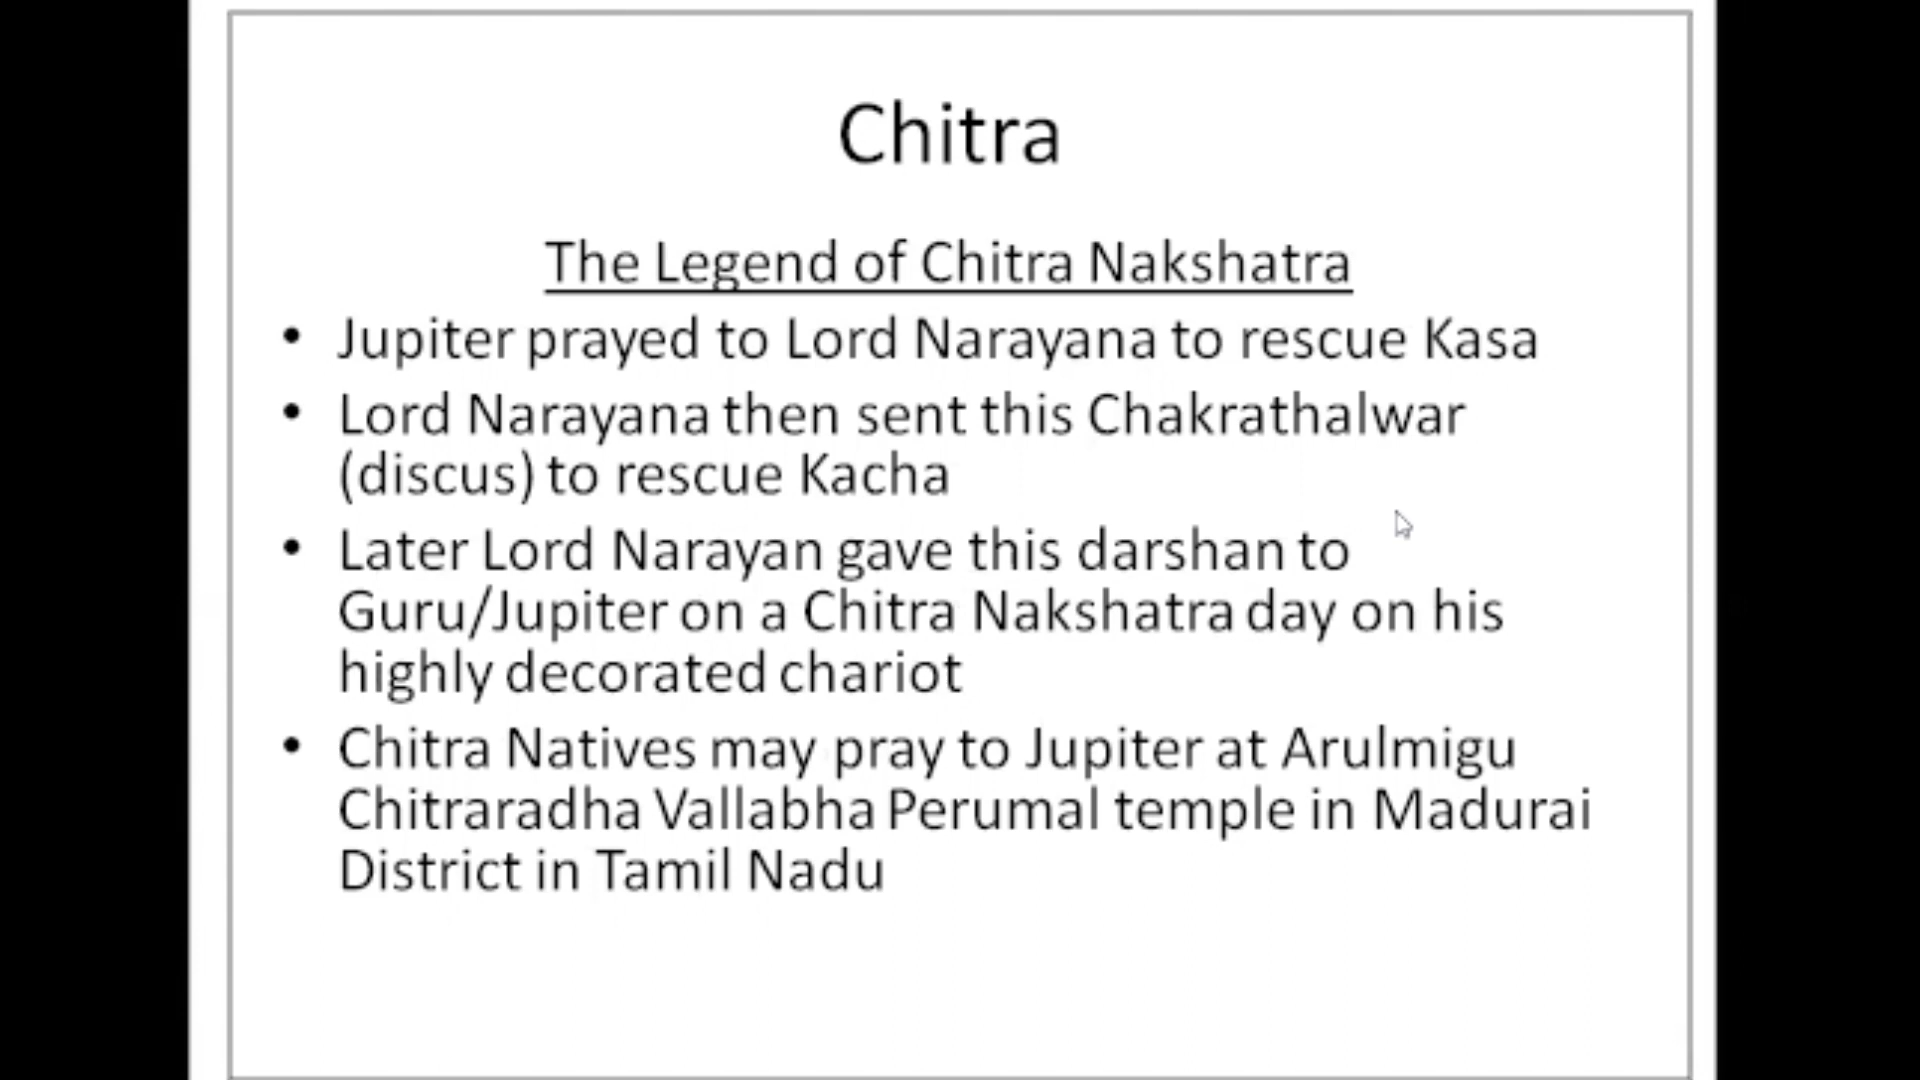 Chitra
The Legend of Chitra Nakshatra
• Jupiter prayed to Lord Narayana to rescue Kasa
• Lord Narayana then sent this Chakrathalwar
(discus) to rescue Kacha
• Later Lord Narayan gave this darshan to
Guru/Jupiter on a Chitra Nakshatra day on his
highly decorated chariot
• Chitra Natives may pray to Jupiter at Arulmigu
Chitraradha Vallabha Perumal temple in Madurai
District in Tamil Nadu